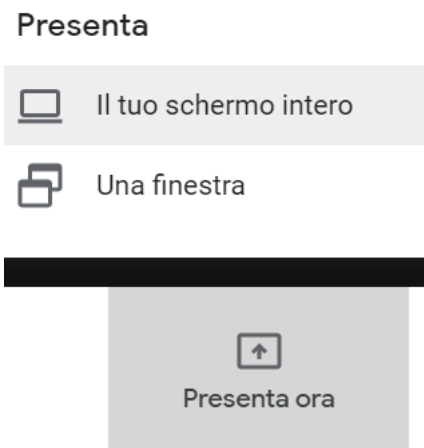 Presenta
Il tuo schermo intero
Una finestra
Presenta ora